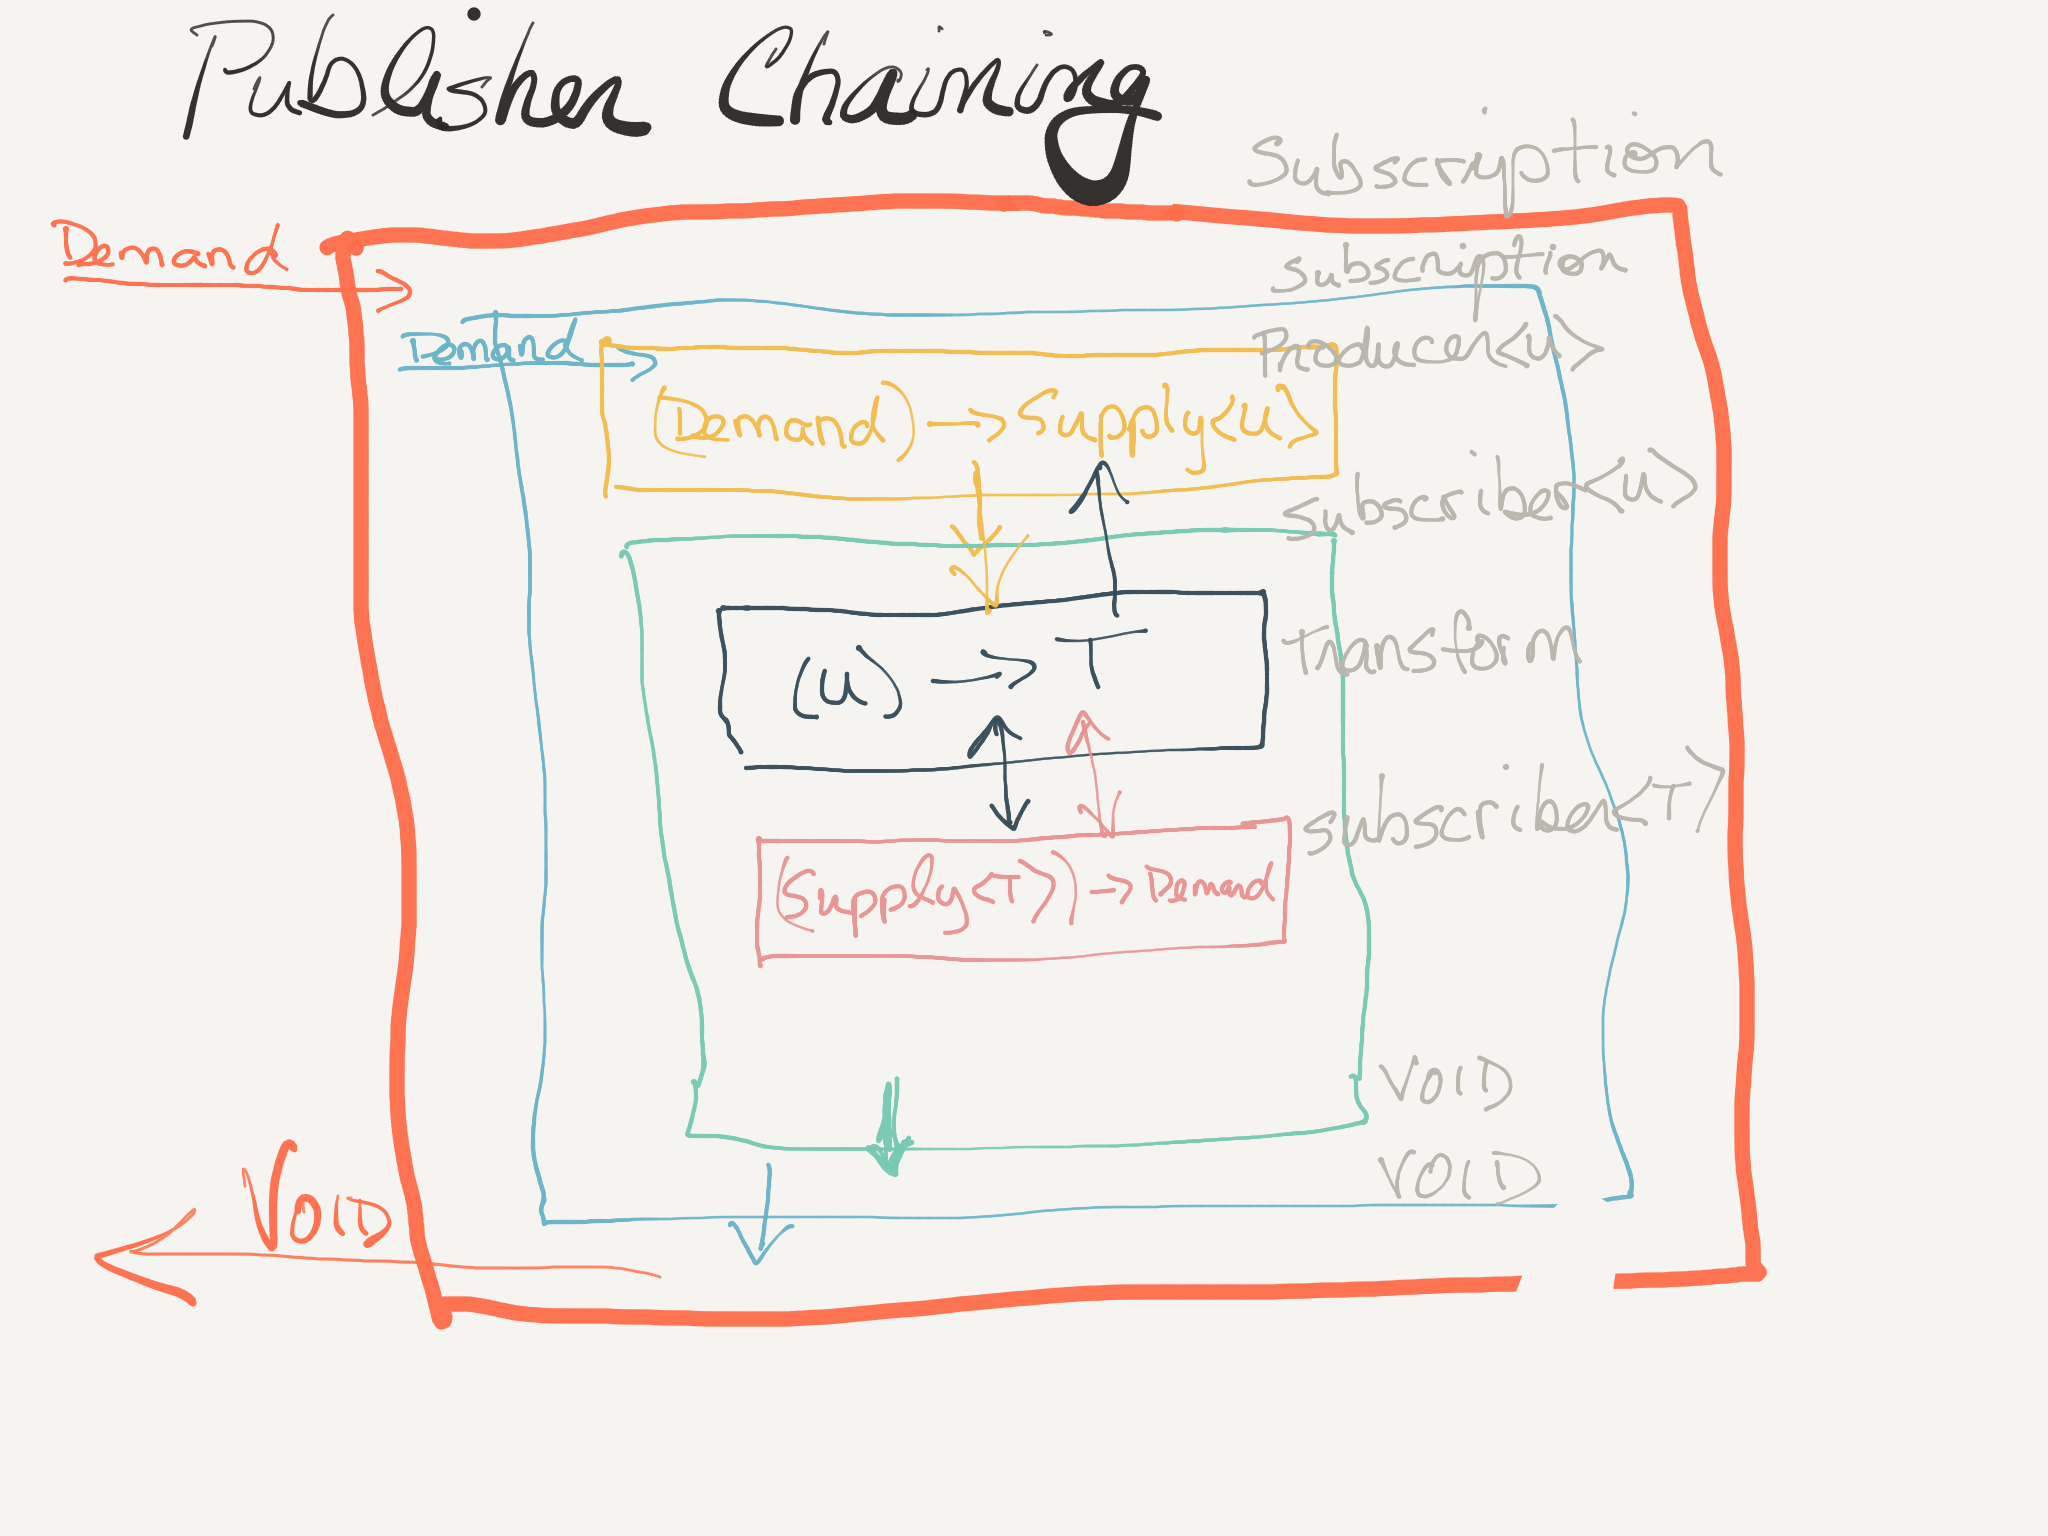 Publisher Chaining
Subscription
Demand
subscription
Demand
Producer<u>
(Demand) → Supply<u>
subscriber<u>
(u) → T
Transform
subscriber<T>
(Supply<T>) → Demand
VOID
VOID
VOID